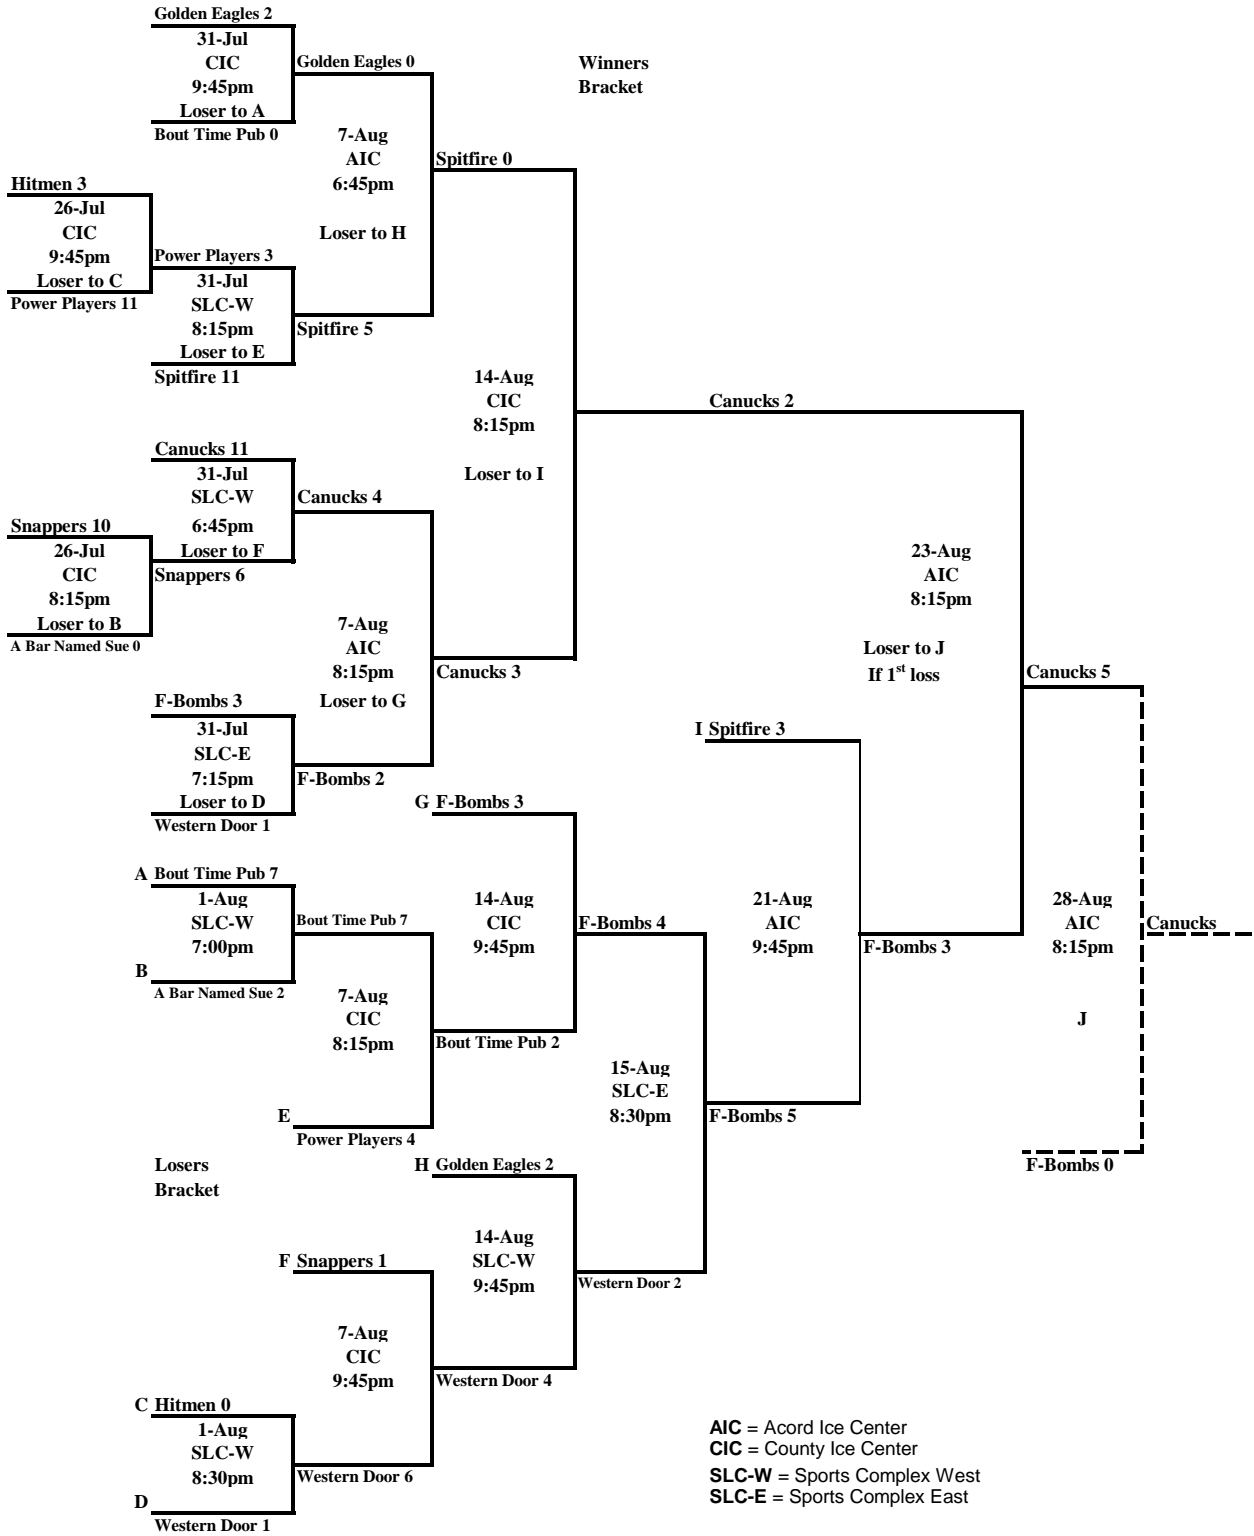 Golden Eagles 2
31-Jul
CIC
9:45pm
Loser to A
Bout Time Pub 0
Golden Eagles 0
Winners
Bracket
7-Aug
AIC
6:45pm
Loser to H
Spitfire 0
Hitmen 3
26-Jul
CIC
9:45pm
Loser to C
Power Players 11
Power Players 3
31-Jul
SLC-W
8:15pm
Loser to E
Spitfire 11
Spitfire 5
14-Aug
CIC
8:15pm
Loser to I
Canucks 2
Canucks 11
31-Jul
SLC-W
6:45pm
Loser to F
Snappers 6
Canucks 4
Snappers 10
26-Jul
CIC
8:15pm
Loser to B
A Bar Named Sue 0
7-Aug
AIC
8:15pm
Loser to G
Canucks 3
23-Aug
AIC
8:15pm
Loser to J
If 1st loss
Canucks 5
F-Bombs 3
31-Jul
SLC-E
7:15pm
Loser to D
Western Door 1
F-Bombs 2
I Spitfire 3
G F-Bombs 3
A Bout Time Pub 7
1-Aug
SLC-W
7:00pm
B
A Bar Named Sue 2
Bout Time Pub 7
14-Aug
CIC
9:45pm
F-Bombs 4
21-Aug
AIC
9:45pm
F-Bombs 3
28-Aug
AIC
8:15pm
J
Canucks
7-Aug
CIC
8:15pm
Bout Time Pub 2
E
Power Players 4
15-Aug
SLC-E
8:30pm
F-Bombs 5
F-Bombs 0
Losers
Bracket
H Golden Eagles 2
14-Aug
SLC-W
9:45pm
Western Door 2
F Snappers 1
7-Aug
CIC
9:45pm
Western Door 4
C Hitmen 0
1-Aug
SLC-W
8:30pm
D
Western Door 1
Western Door 6
AIC = Acord Ice Center
CIC = County Ice Center
SLC-W = Sports Complex West
SLC-E = Sports Complex East